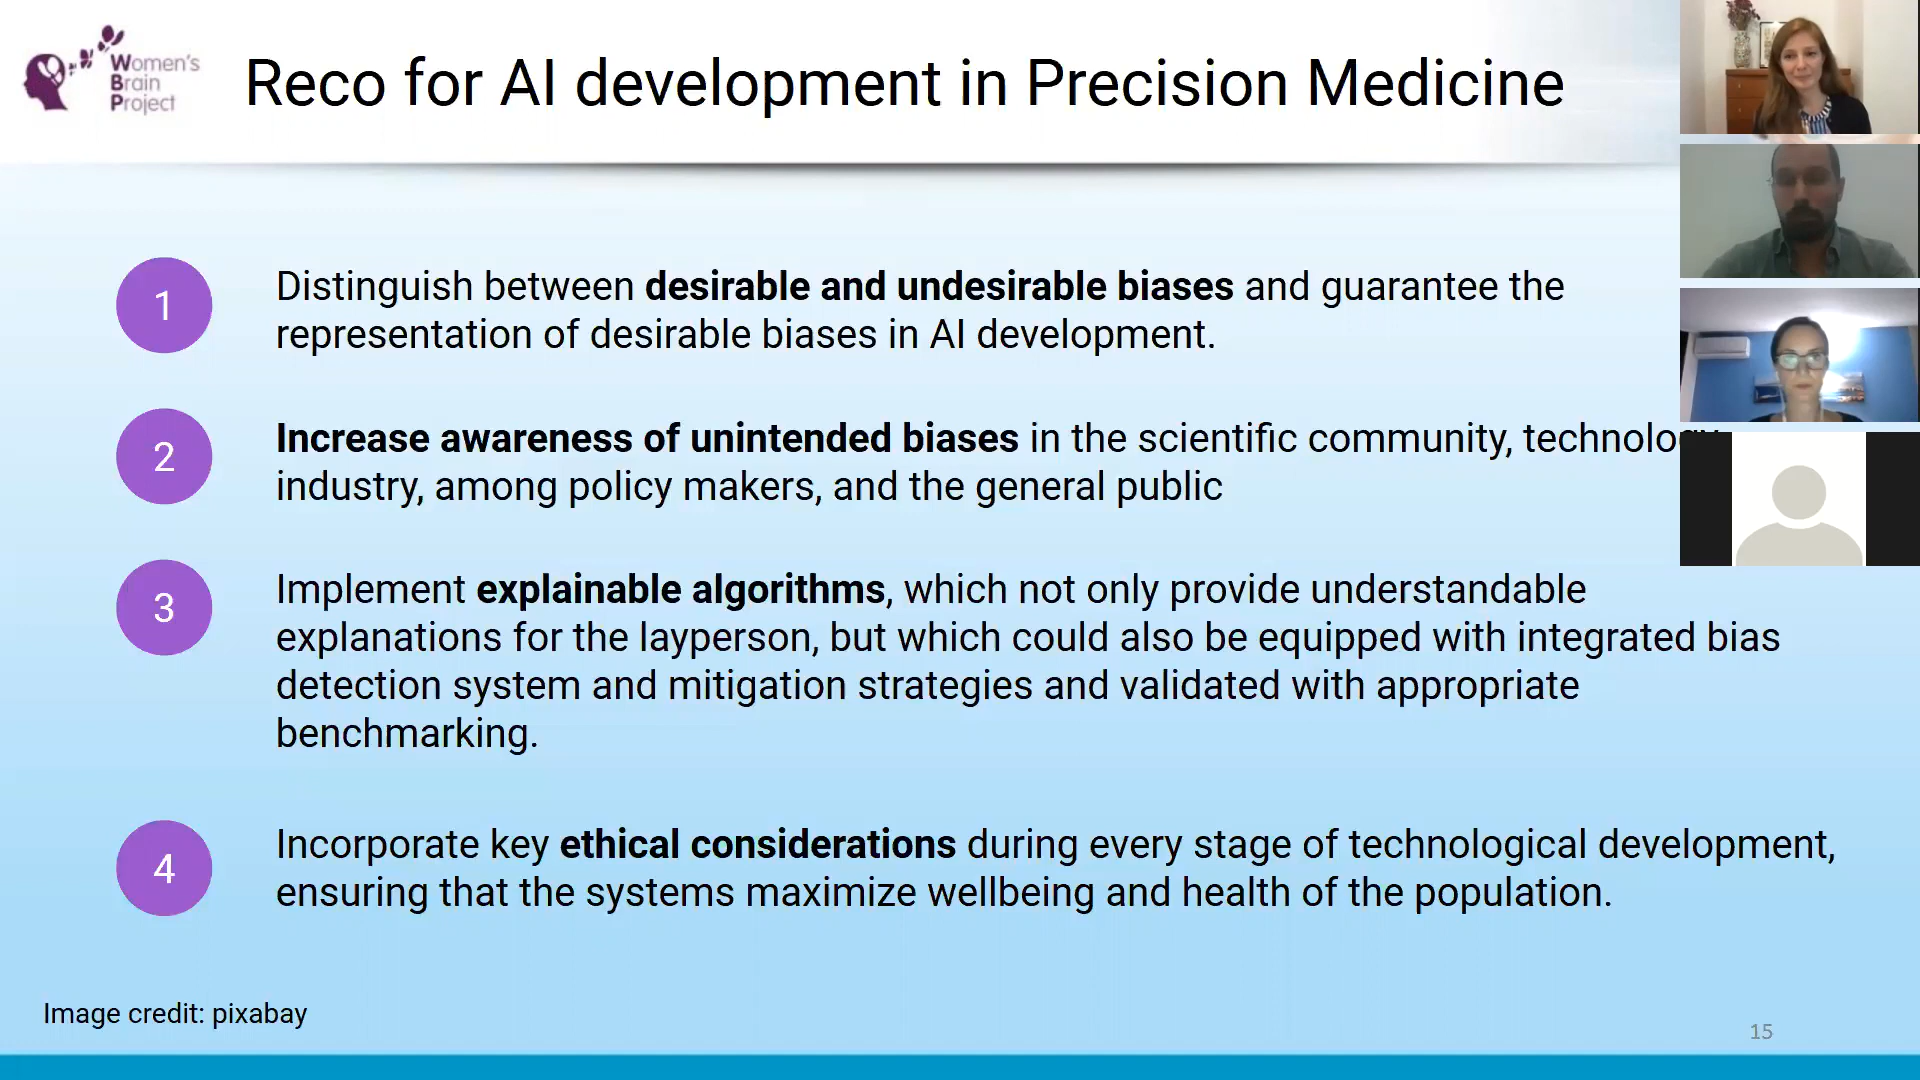 Women's
Brain
Project
Reco for AI development in Precision Medicine
1
Distinguish between desirable and undesirable biases and guarantee the
representation of desirable biases in AI development.
2
Increase awareness of unintended biases in the scientific community, technology
industry, among policy makers, and the general public
3
Implement explainable algorithms, which not only provide understandable
explanations for the layperson, but which could also be equipped with integrated bias
detection system and mitigation strategies and validated with appropriate
benchmarking.
4
Incorporate key ethical considerations during every stage of technological development,
ensuring that the systems maximize wellbeing and health of the population.
Image credit: pixabay
15